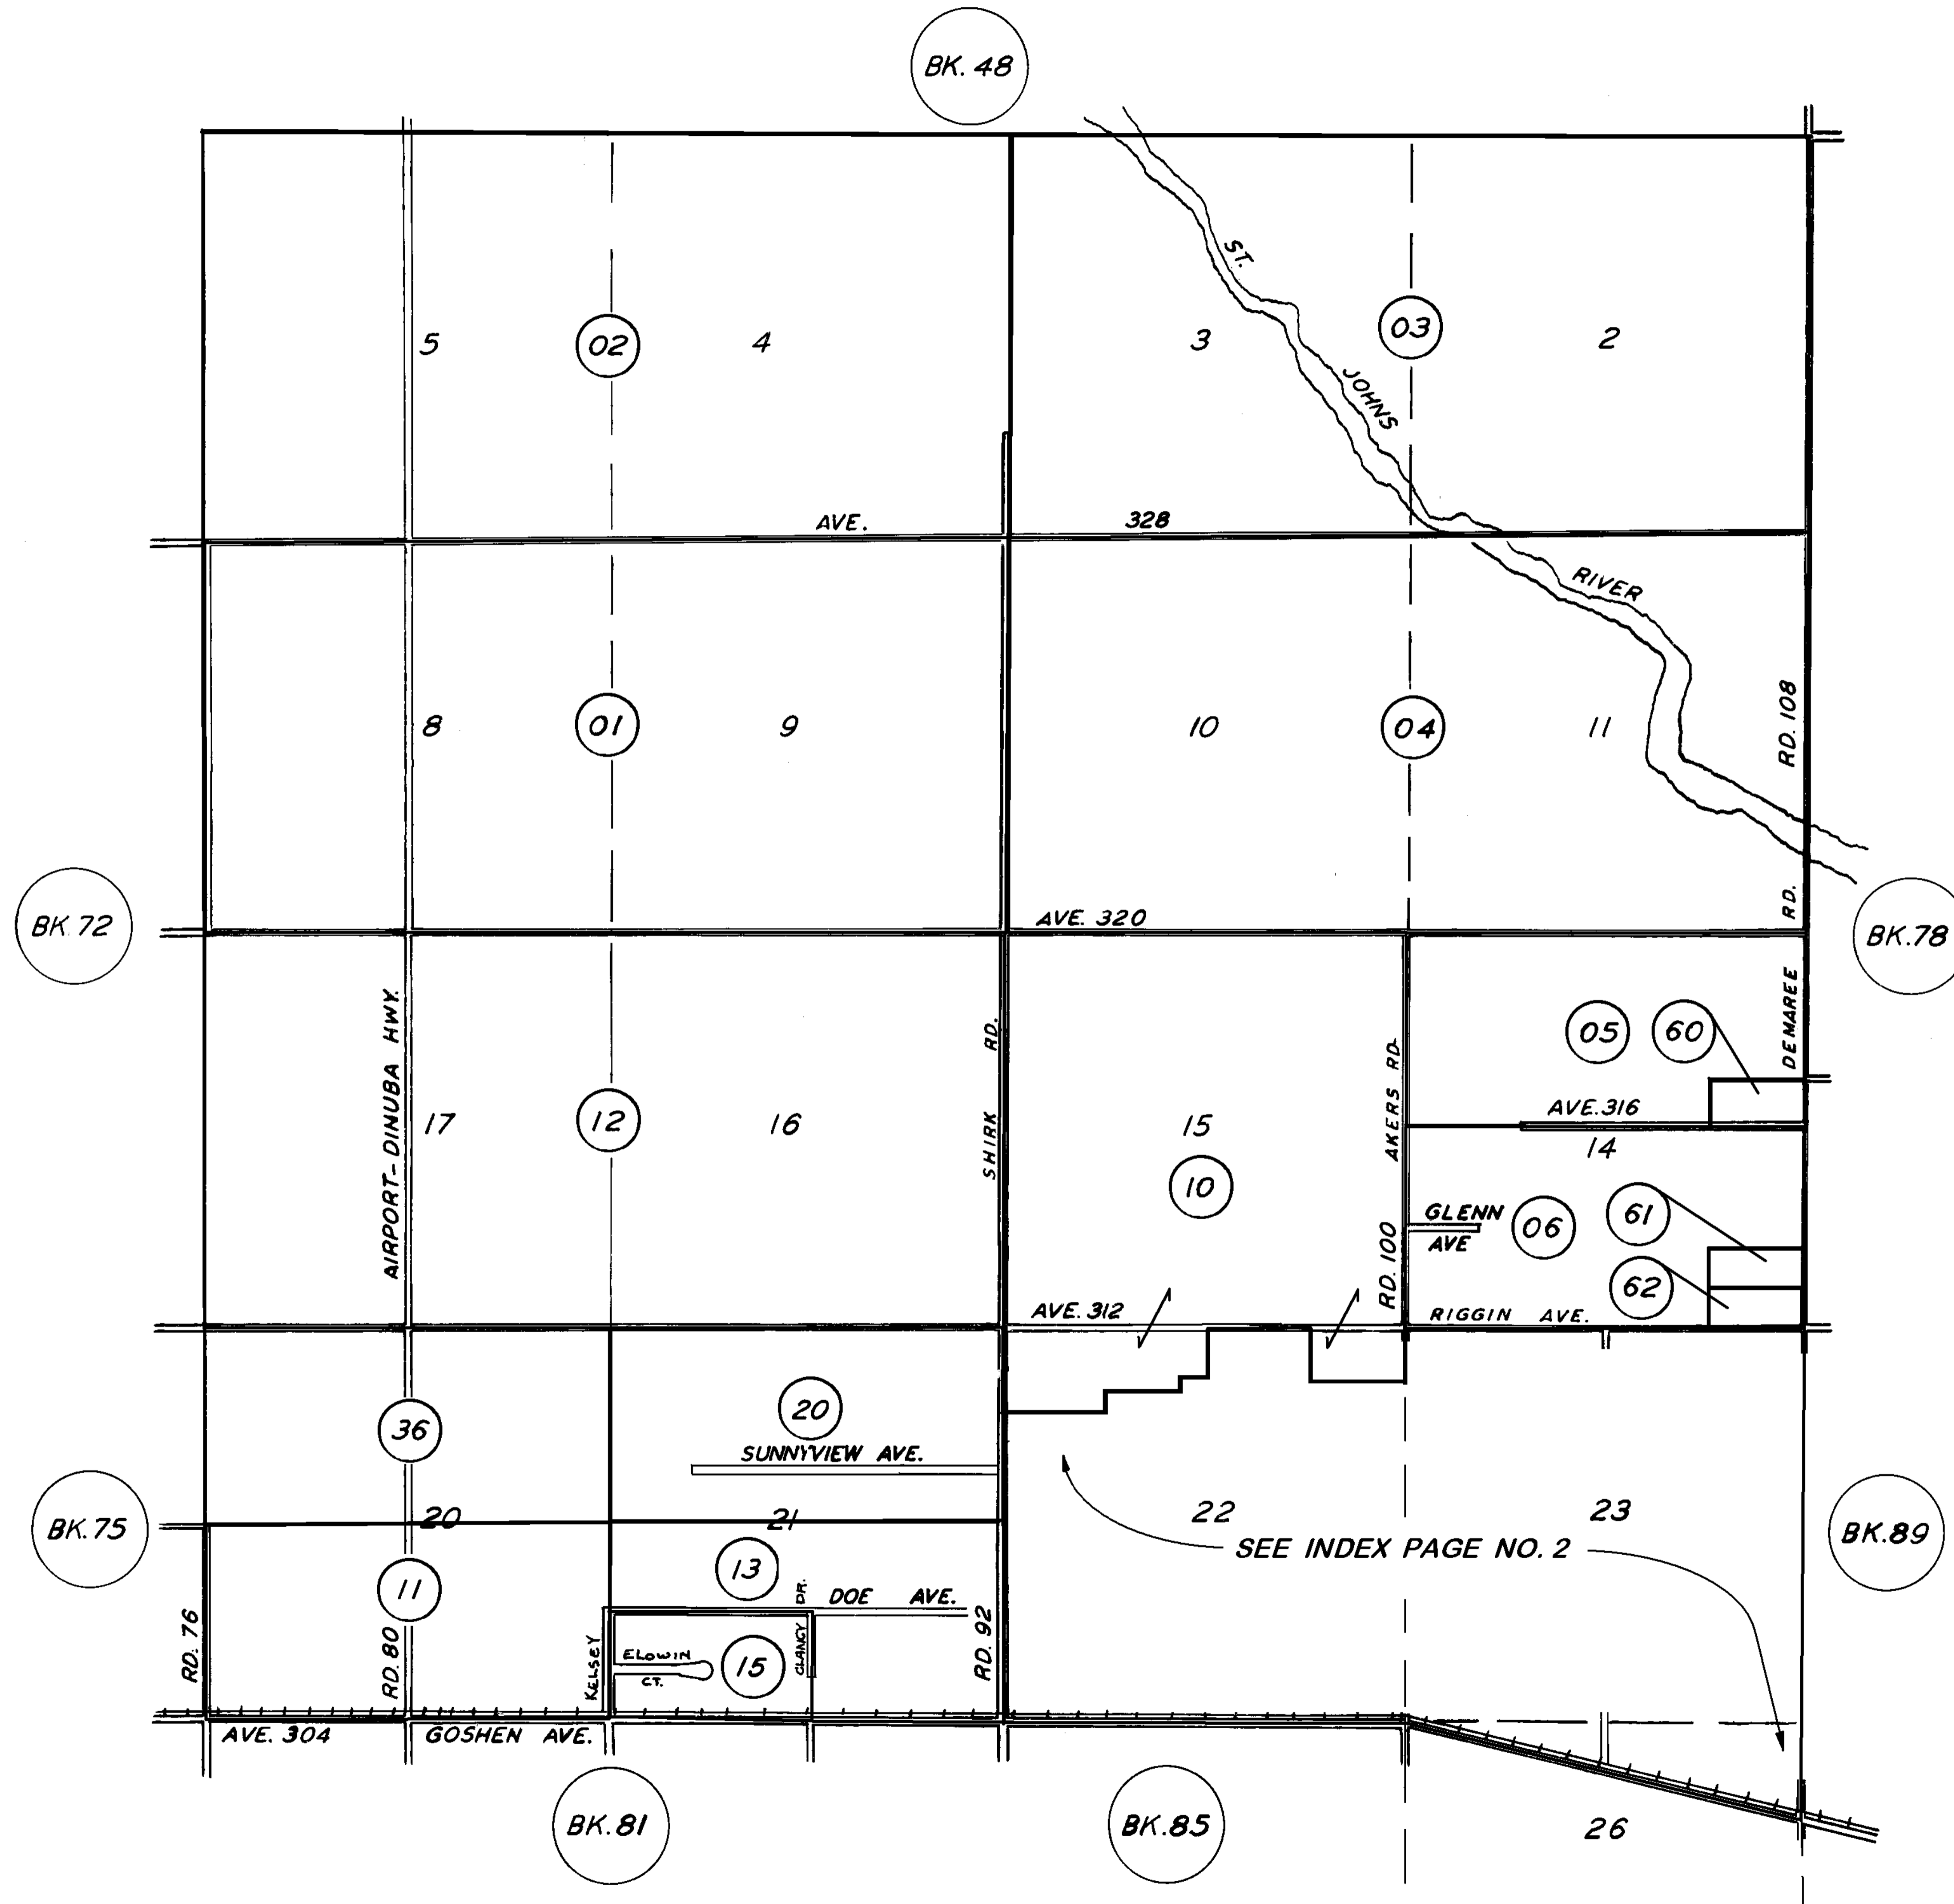 BK. 48
ST.
JOHNS
RIVER
5
02
4
3
03
2
AVE. 328
8
01
9
10
04
11
RD. 108
BK. 72
AVE. 320
BK. 78
DEMAREE RD.
AIRPORT-DINUBA HWY.
SHIRK RD.
AKERS RD.
05
60
AVE. 316
17
12
16
15
10
14
GLENN
AVE
06
61
62
RD. 100
AVE. 312
RIGGIN AVE.
36
20
SUNNYVIEW AVE.
20
21
22
23
SEE INDEX PAGE NO. 2
BK. 75
BK. 89
11
13
DOE AVE.
RD. 76
RD. 80
KELSEY
ELOWIN
CT.
15
CLANCY DR.
RD. 92
AVE. 304
GOSHEN AVE.
BK. 81
BK. 85
26